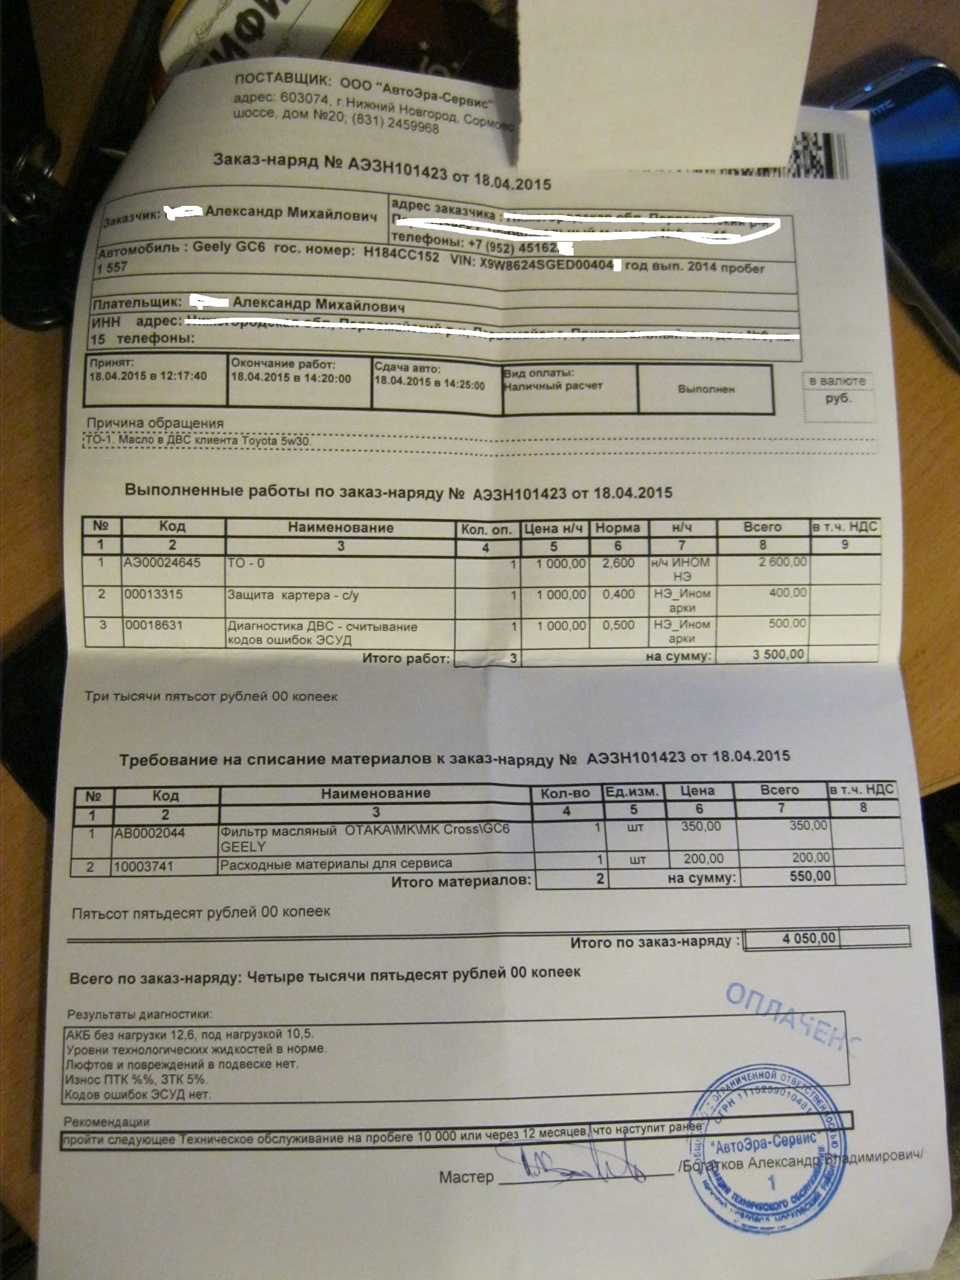 ТИФИ
ПОСТАВЩИК: ООО "АвтоЭра-Сервис"
адрес: 603074, г.Нижний Новгород, Сормовс
шоссе, дом №20; (831) 2459968
Заказ-наряд № АЭЗН101423 от 18.04.2015
Заказчик: Александр Михайлович
адрес заказчика :
телефоны: +7 (952) 45162
Автомобиль : Geely GC6 гос. номер: Н184СС152 VIN: X9W8624SGED00404 год вып. 2014 пробег
1 557
Плательщик: Александр Михайлович
ИНН адрес:
15 телефоны:
Принят: Окончание работ: Сдача авто: Вид оплаты: Выполнен в валюте
18.04.2015 в 12:17:40 18.04.2015 в 14:20:00 18.04.2015 в 14:25:00 Наличный расчет руб.
Причина обращения
ТО-1. Масло в ДВС клиента Toyota 5w30.
Выполненные работы по заказ-наряду № АЭЗН101423 от 18.04.2015
№ Код Наименование Кол. оп. Цена н/ч Норма н/ч Всего в т.ч. НДС
1 2 3 4 5 6 7 8 9
1 АЭ00024645 ТО - 0 1 1 000,00 2,600 н/ч ИНОМ 2 600,00
НЭ
2 00013315 Защита картера - с/у 1 1 000,00 0,400 НЭ_Ином 400,00
арки
3 00018631 Диагностика ДВС - считывание 1 1 000,00 0,500 НЭ_Ином 500,00
кодов ошибок ЭСУД арки
Итого работ: 3 на сумму: 3 500,00
Три тысячи пятьсот рублей 00 копеек
Требование на списание материалов к заказ-наряду № АЭЗН101423 от 18.04.2015
№ Код Наименование Кол-во Ед.изм. Цена Всего в т.ч. НДС
1 2 3 4 5 6 7 8
1 АВ0002044 Фильтр масляный OTAKA\MK\MK Cross\GC6 1 шт 350,00 350,00
GEELY
2 10003741 Расходные материалы для сервиса 1 шт 200,00 200,00
Итого материалов: 2 на сумму: 550,00
Пятьсот пятьдесят рублей 00 копеек
Итого по заказ-наряду : 4 050,00
Всего по заказ-наряду: Четыре тысячи пятьдесят рублей 00 копеек
ОПЛАЧЕНО
Результаты диагностики:
АКБ без нагрузки 12,6, под нагрузкой 10,5.
Уровни технологических жидкостей в норме.
Люфтов и повреждений в подвеске нет.
Износ ПТК %%, ЗТК 5%.
Кодов ошибок ЭСУД нет.
Рекомендации
пройти следующее Техническое обслуживание на пробеге 10 000 или через 12 месяцев, что наступит ранее
Мастер /Богатков Александр Владимирович/
ОГРАНИЧЕННОЙ ОТВЕТСТВЕННОСТЬЮ
"АвтоЭра-Сервис"
ТЕХНИЧЕСКОГО ОБСЛУЖИВАНИЯ
1